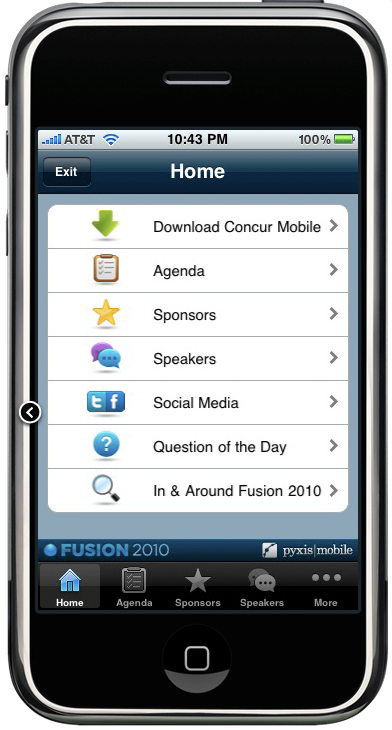 AT&T 10:43 PM 100%
Exit Home
Download Concur Mobile
Agenda
Sponsors
Speakers
t f Social Media
? Question of the Day
In & Around Fusion 2010
FUSION 2010 pyxis|mobile
Home Agenda Sponsors Speakers More